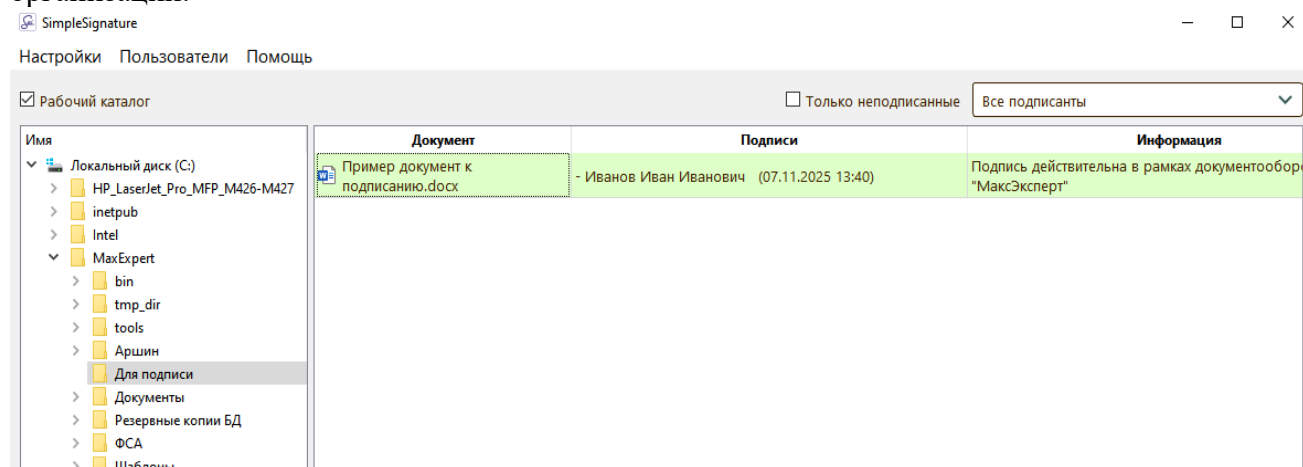 SimpleSignature
Настройки Пользователи Помощь
Рабочий каталог
Только неподписанные
Все подписанты
Имя
Документ
Подписи
Информация
Локальный диск (C:)
HP_LaserJet_Pro_MFP_M426-M427
inetpub
Intel
MaxExpert
bin
tmp_dir
tools
Аршин
Для подписи
Документы
Резервные копии БД
ФСА
Шаблоны
Пример документ к
подписанию.docx
- Иванов Иван Иванович (07.11.2025 13:40)
Подпись действительна в рамках документообор
"МаксЭксперт"